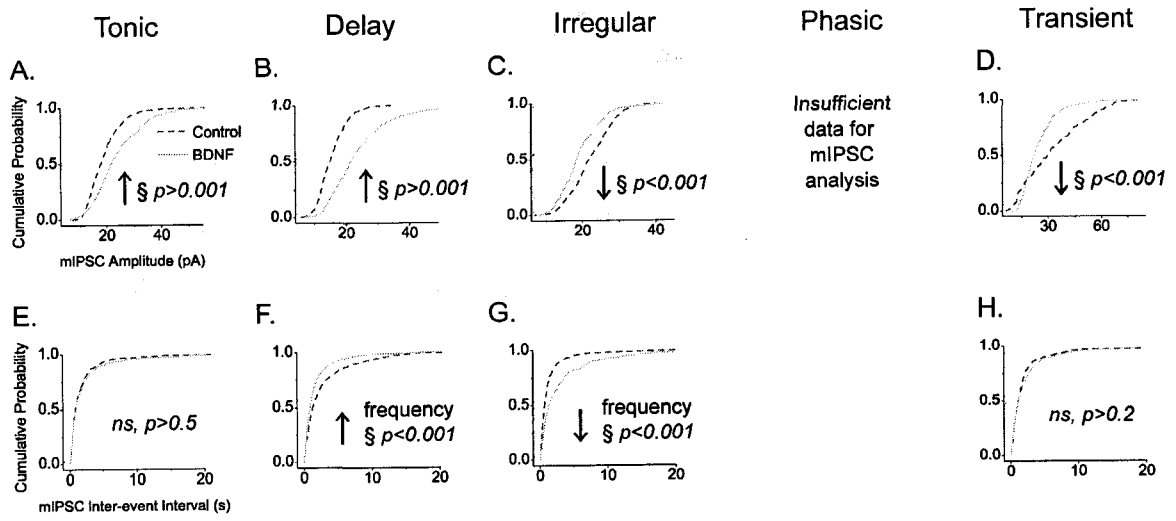 Tonic
Delay
Irregular
Phasic
Transient
A.
B.
C.
D.
Cumulative Probability
1.0
0.5
0.0
Control
BDNF
↑ § p>0.001
20
40
mIPSC Amplitude (pA)
1.0
0.5
0.0
↑ § p>0.001
20
40
1.0
0.5
0.0
↓ § p<0.001
20
40
Insufficient
data for
mIPSC
analysis
1.0
0.5
0.0
↓ § p<0.001
30
60
E.
F.
G.
H.
Cumulative Probability
1.0
0.5
0.0
ns, p>0.5
0
10
20
mIPSC Inter-event Interval (s)
1.0
0.5
0.0
frequency
↑ § p<0.001
0
10
20
1.0
0.5
0.0
frequency
↓ § p<0.001
0
10
20
1.0
0.5
0.0
ns, p>0.2
0
10
20